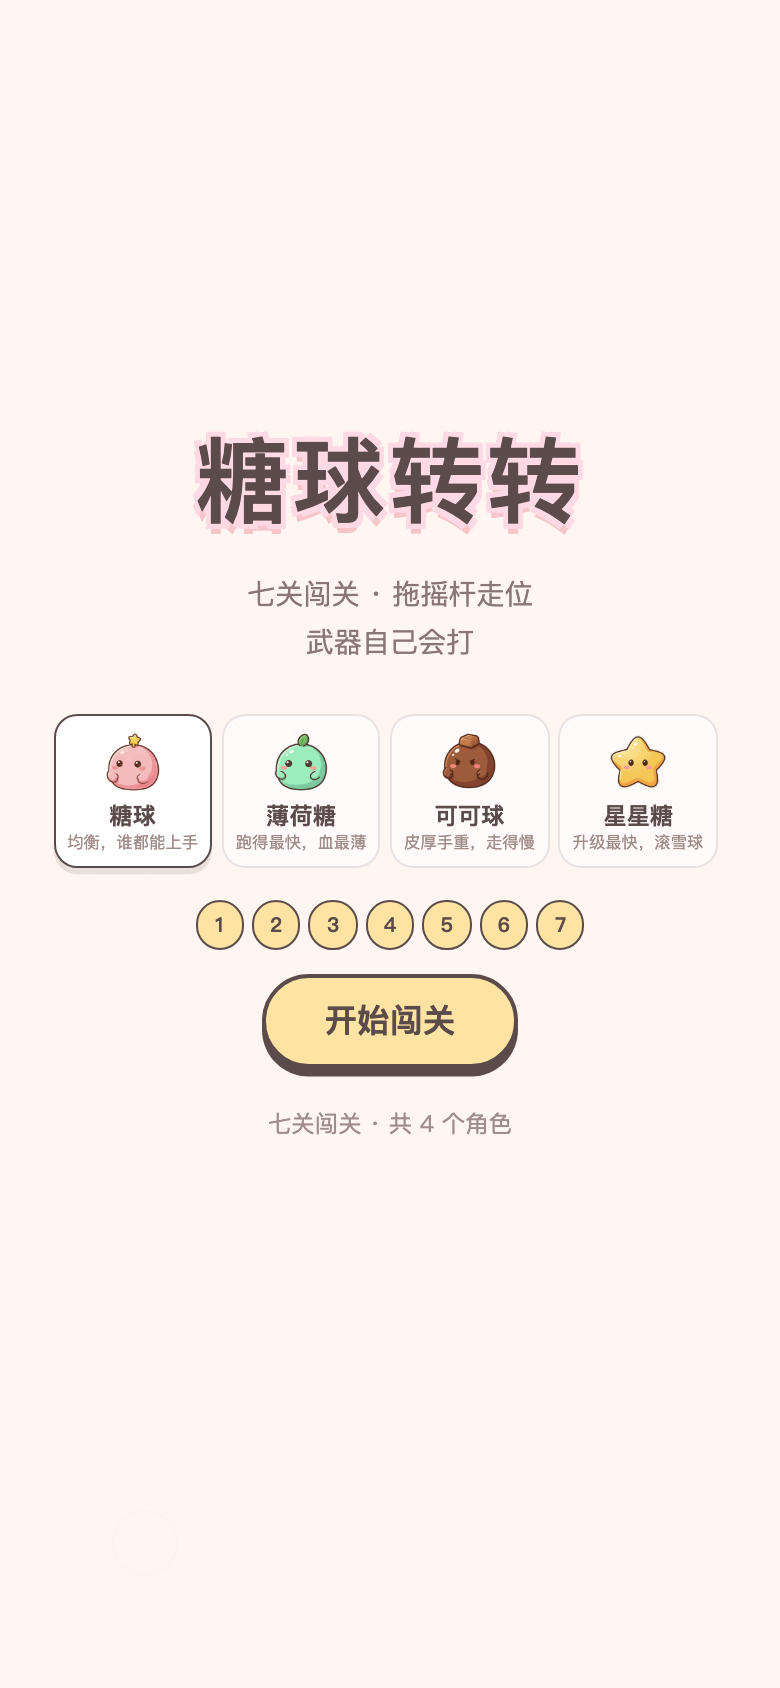 糖球转转
七关闯关 · 拖摇杆走位
武器自己会打
糖球
均衡，谁都能上手
薄荷糖
跑得最快，血最薄
可可球
皮厚手重，走得慢
星星糖
升级最快，滚雪球
1 2 3 4 5 6 7
开始闯关
七关闯关 · 共 4 个角色